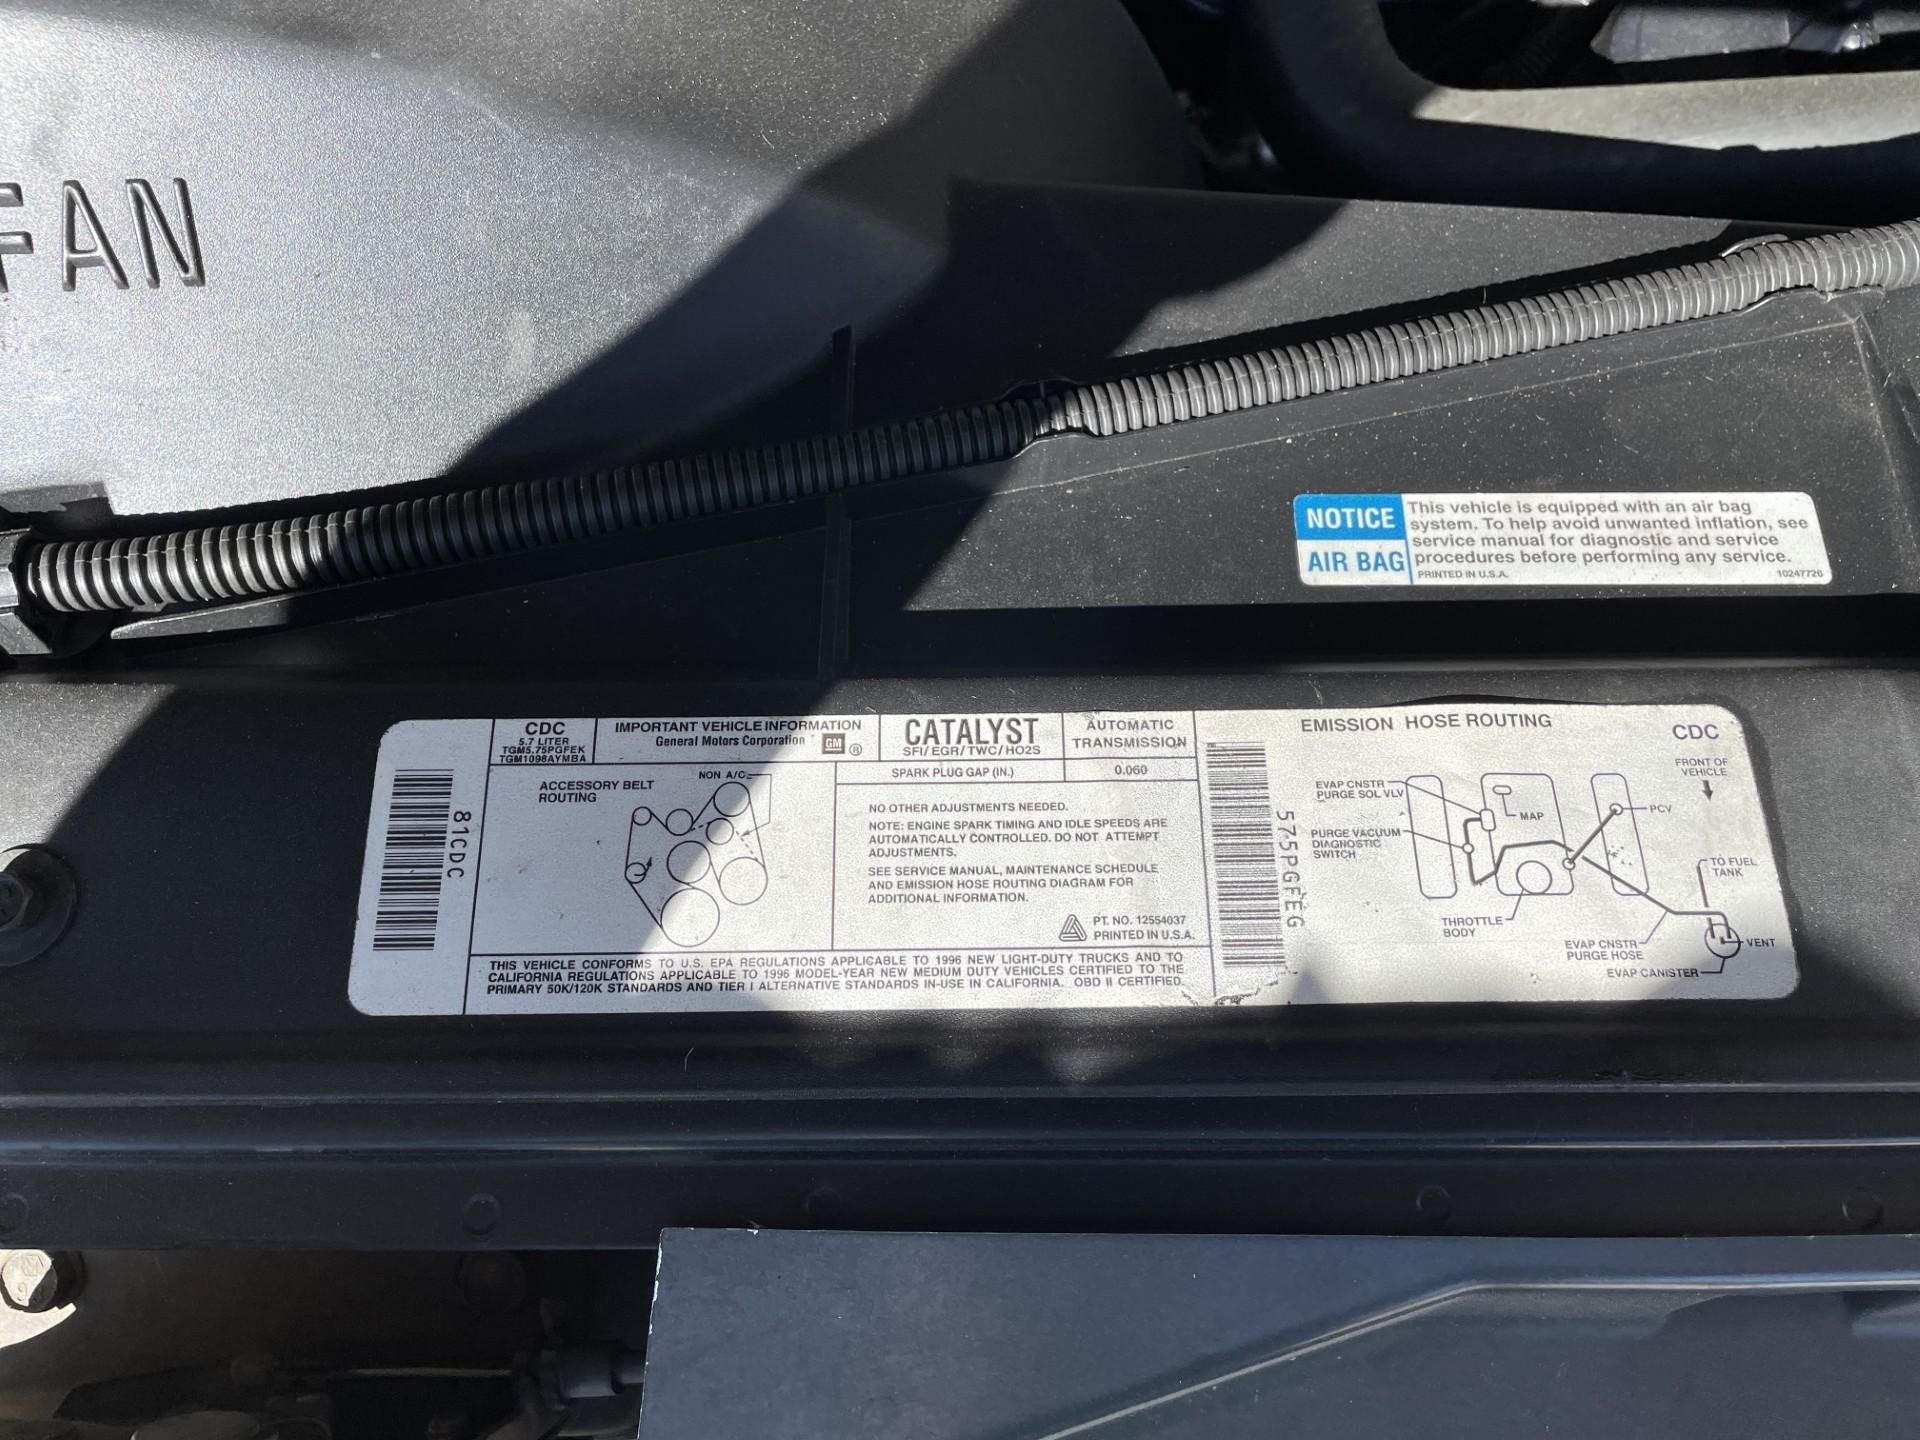 FAN
NOTICE
AIR BAG
This vehicle is equipped with an air bag
system. To help avoid unwanted inflation, see
service manual for diagnostic and service
procedures before performing any service.
PRINTED IN U.S.A.
10247726
81CDC
CDC
5.7 LITER
TGM5.75PGFEK
TGM1098AYMBA
IMPORTANT VEHICLE INFORMATION
General Motors Corporation GM ®
CATALYST
SFI/ EGR/ TWC/ HO2S
AUTOMATIC
TRANSMISSION
SPARK PLUG GAP (IN.)
0.060
ACCESSORY BELT
ROUTING
NON A/C
NO OTHER ADJUSTMENTS NEEDED.
NOTE: ENGINE SPARK TIMING AND IDLE SPEEDS ARE
AUTOMATICALLY CONTROLLED. DO NOT ATTEMPT
ADJUSTMENTS.
SEE SERVICE MANUAL, MAINTENANCE SCHEDULE
AND EMISSION HOSE ROUTING DIAGRAM FOR
ADDITIONAL INFORMATION.
PT. NO. 12554037
PRINTED IN U.S.A.
THIS VEHICLE CONFORMS TO U.S. EPA REGULATIONS APPLICABLE TO 1996 NEW LIGHT-DUTY TRUCKS AND TO
CALIFORNIA REGULATIONS APPLICABLE TO 1996 MODEL-YEAR NEW MEDIUM DUTY VEHICLES CERTIFIED TO THE
PRIMARY 50K/120K STANDARDS AND TIER I ALTERNATIVE STANDARDS IN-USE IN CALIFORNIA. OBD II CERTIFIED.
575PGFEG
EMISSION HOSE ROUTING
CDC
FRONT OF
VEHICLE
EVAP CNSTR
PURGE SOL VLV
MAP
PCV
PURGE VACUUM
DIAGNOSTIC
SWITCH
TO FUEL
TANK
THROTTLE
BODY
EVAP CNSTR
PURGE HOSE
VENT
EVAP CANISTER